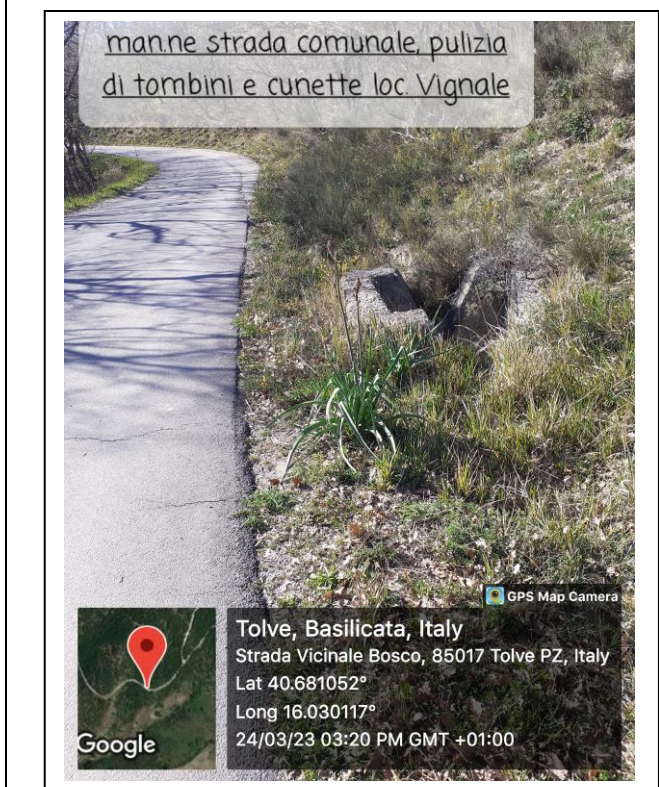 man.ne strada comunale, pulizia
di tombini e cunette loc. Vignale
GPS Map Camera
Tolve, Basilicata, Italy
Strada Vicinale Bosco, 85017 Tolve PZ, Italy
Lat 40.681052°
Long 16.030117°
24/03/23 03:20 PM GMT +01:00
Google